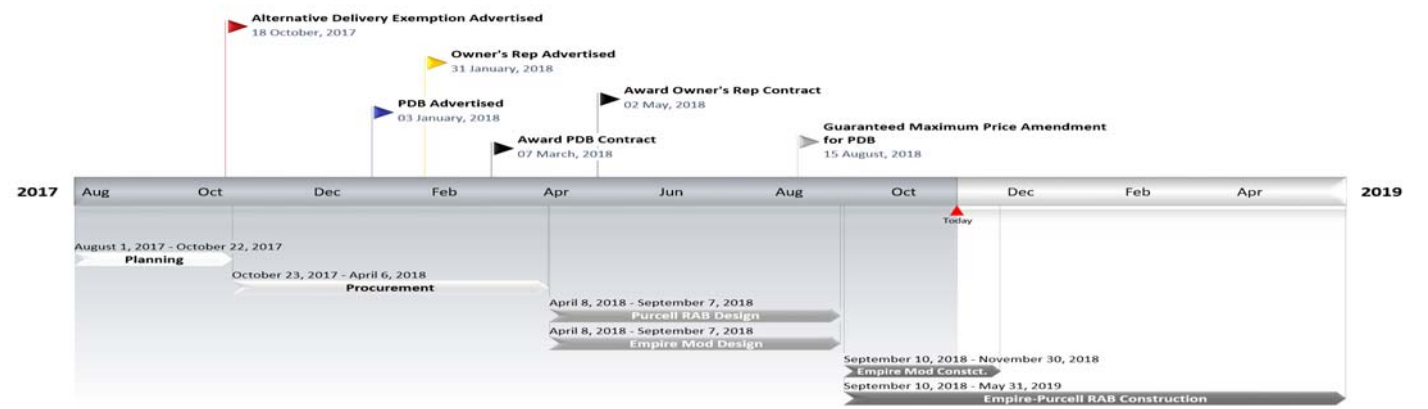 Alternative Delivery Exemption Advertised
18 October, 2017
Owner's Rep Advertised
31 January, 2018
Award Owner's Rep Contract
02 May, 2018
PDB Advertised
03 January, 2018
Guaranteed Maximum Price Amendment
for PDB
15 August, 2018
Award PDB Contract
07 March, 2018
2017 Aug Oct Dec Feb Apr Jun Aug Oct Dec Feb Apr 2019
Today
August 1, 2017 - October 22, 2017
Planning
October 23, 2017 - April 6, 2018
Procurement
April 8, 2018 - September 7, 2018
Purcell RAB Design
April 8, 2018 - September 7, 2018
Empire Mod Design
September 10, 2018 - November 30, 2018
Empire Mod Constct.
September 10, 2018 - May 31, 2019
Empire-Purcell RAB Construction